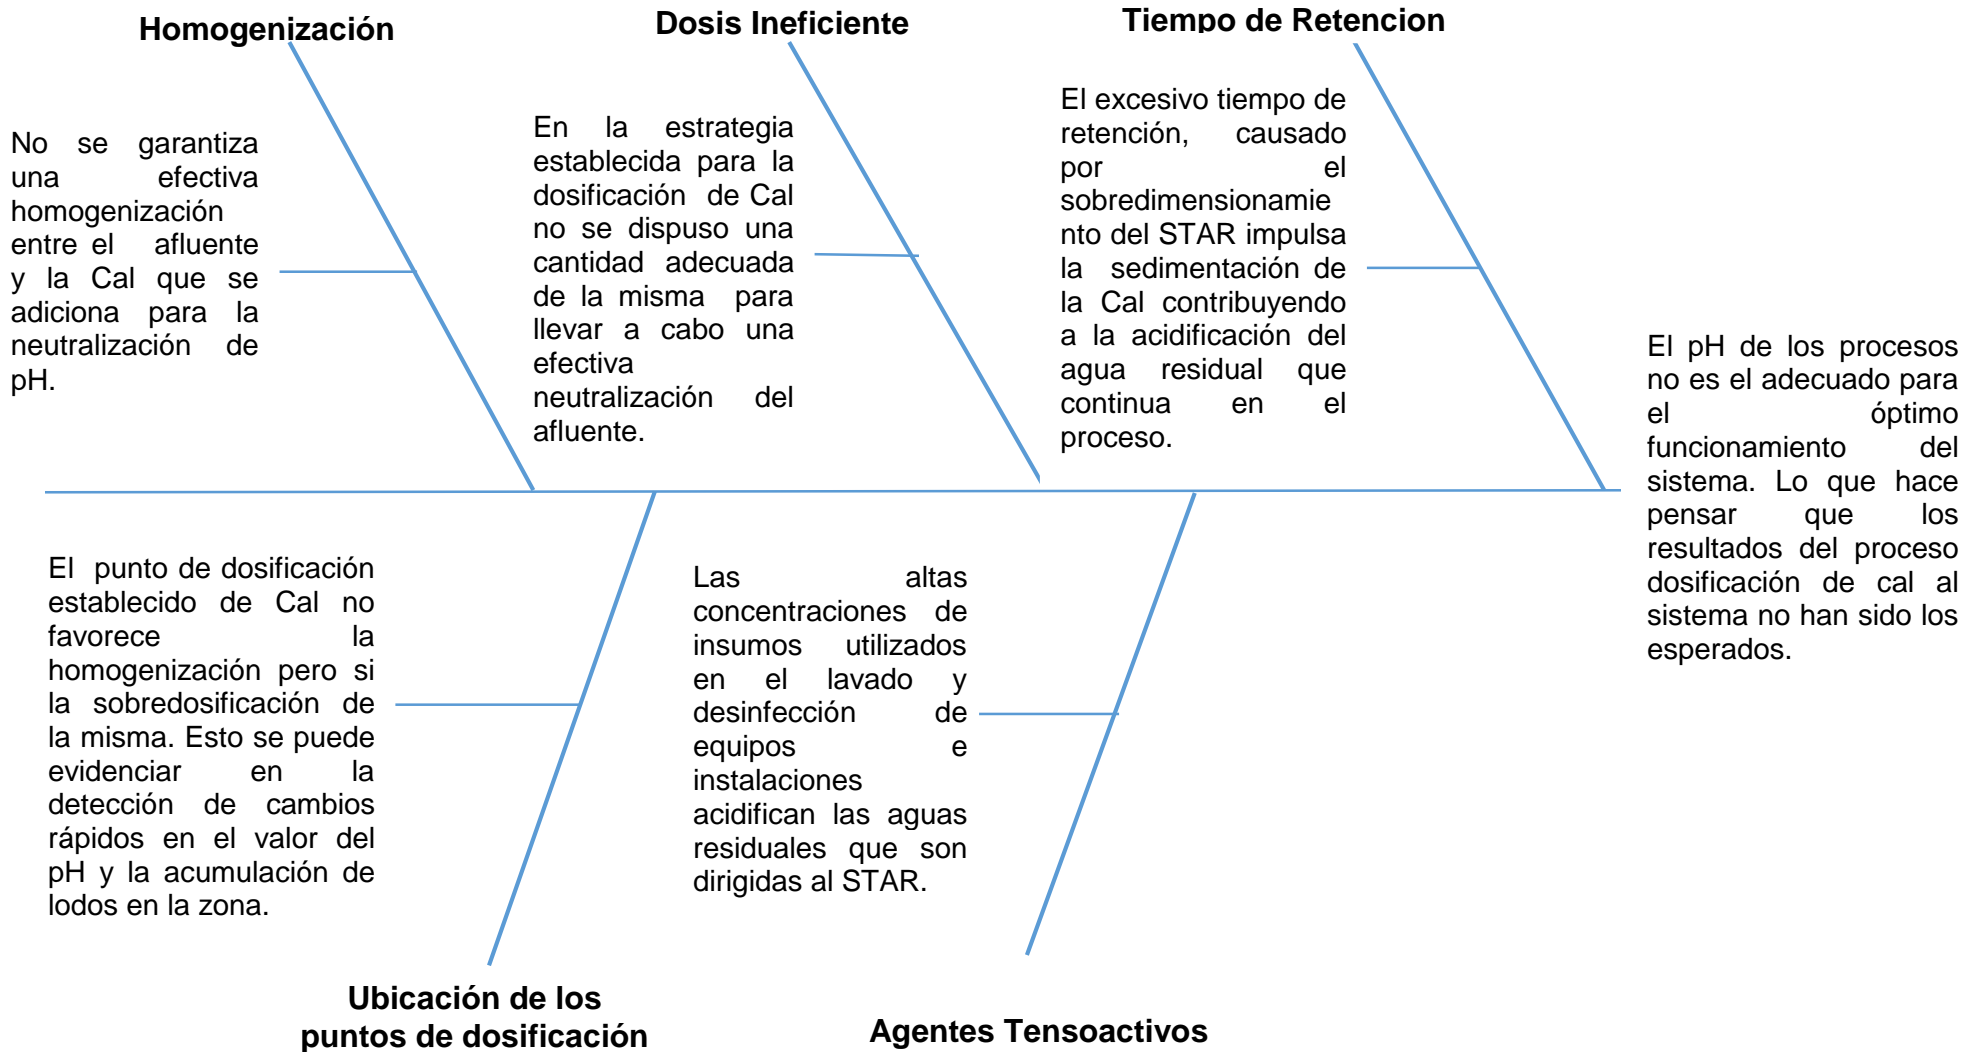 Homogenización
No se garantiza
una efectiva
homogenización
entre el afluente
y la Cal que se
adiciona para la
neutralización de
pH.
Dosis Ineficiente
En la estrategia
establecida para la
dosificación de Cal
no se dispuso una
cantidad adecuada
de la misma para
llevar a cabo una
efectiva
neutralización del
afluente.
Tiempo de Retencion
El excesivo tiempo de
retención, causado
por el
sobredimensionamie
nto del STAR impulsa
la sedimentación de
la Cal contribuyendo
a la acidificación del
agua residual que
continua en el
proceso.
El pH de los procesos
no es el adecuado para
el óptimo
funcionamiento del
sistema. Lo que hace
pensar que los
resultados del proceso
dosificación de cal al
sistema no han sido los
esperados.
El punto de dosificación
establecido de Cal no
favorece la
homogenización pero si
la sobredosificación de
la misma. Esto se puede
evidenciar en la
detección de cambios
rápidos en el valor del
pH y la acumulación de
lodos en la zona.
Ubicación de los
puntos de dosificación
Las altas
concentraciones de
insumos utilizados
en el lavado y
desinfección de
equipos e
instalaciones
acidifican las aguas
residuales que son
dirigidas al STAR.
Agentes Tensoactivos